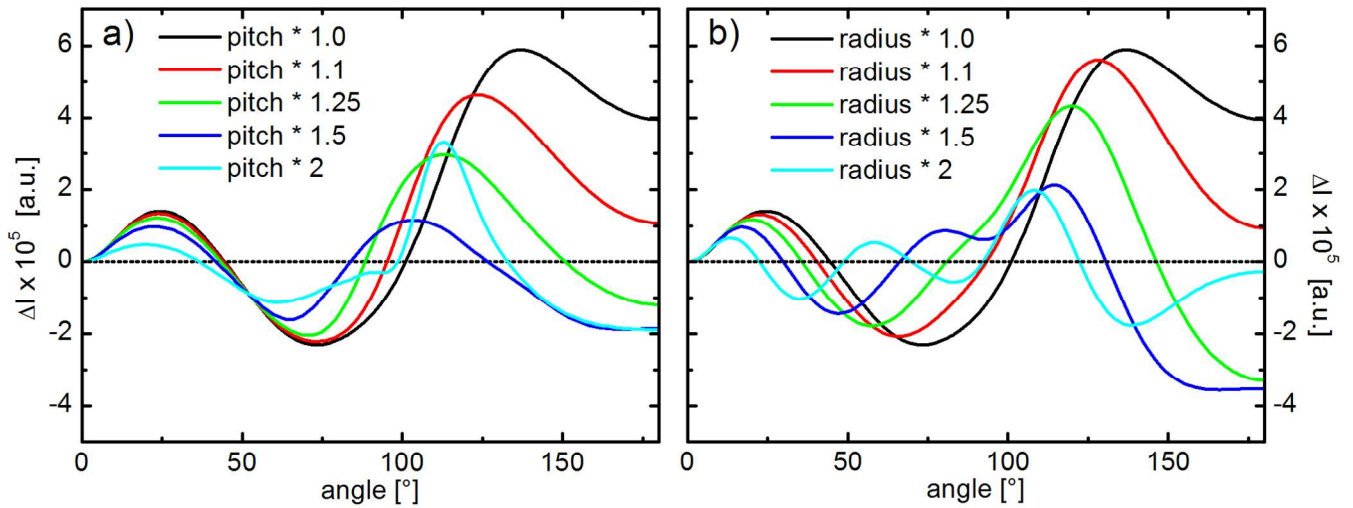 a)
pitch * 1.0
pitch * 1.1
pitch * 1.25
pitch * 1.5
pitch * 2
6
4
2
0
-2
-4
ΔI x 10⁵ [a.u.]
0 50 100 150
angle [°]
b)
radius * 1.0
radius * 1.1
radius * 1.25
radius * 1.5
radius * 2
6
4
2
0
-2
-4
ΔI x 10⁵ [a.u.]
0 50 100 150
angle [°]